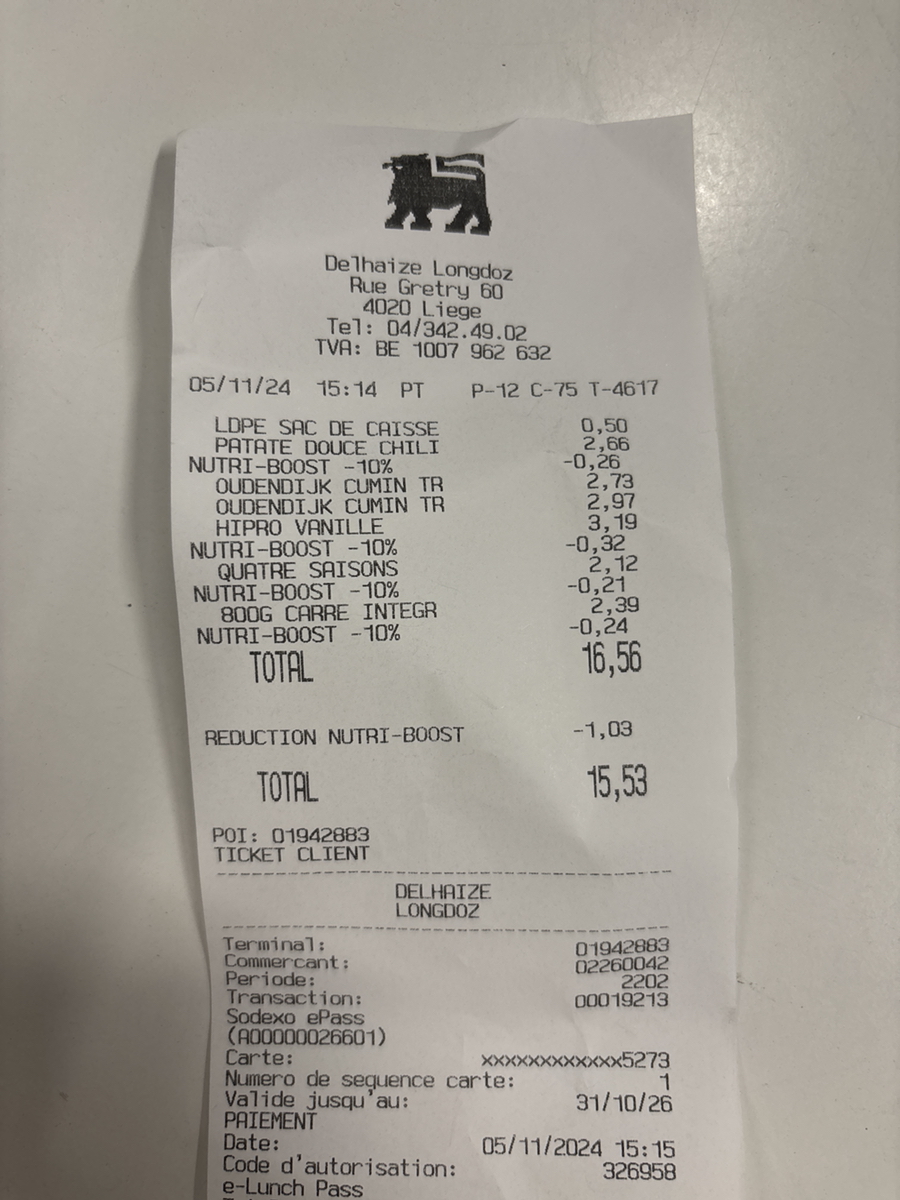 Delhaize Longdoz
Rue Gretry 60
4020 Liege
Tel: 04/342.49.02
TVA: BE 1007 962 632
05/11/24 15:14 PT P-12 C-75 T-4617
LDPE SAC DE CAISSE 0,50
PATATE DOUCE CHILI 2,66
NUTRI-BOOST -10% -0,26
OUDENDIJK CUMIN TR 2,73
OUDENDIJK CUMIN TR 2,97
HIPRO VANILLE 3,19
NUTRI-BOOST -10% -0,32
QUATRE SAISONS 2,12
NUTRI-BOOST -10% -0,21
800G CARRE INTEGR 2,39
NUTRI-BOOST -10% -0,24
TOTAL 16,56
REDUCTION NUTRI-BOOST -1,03
TOTAL 15,53
POI: 01942883
TICKET CLIENT
DELHAIZE
LONGDOZ
Terminal: 01942883
Commercant: 02260042
Periode: 2202
Transaction: 00019213
Sodexo ePass
(A00000026601)
Carte: xxxxxxxxxxxx5273
Numero de sequence carte: 1
Valide jusqu'au: 31/10/26
PAIEMENT
Date: 05/11/2024 15:15
Code d'autorisation: 326958
e-Lunch Pass